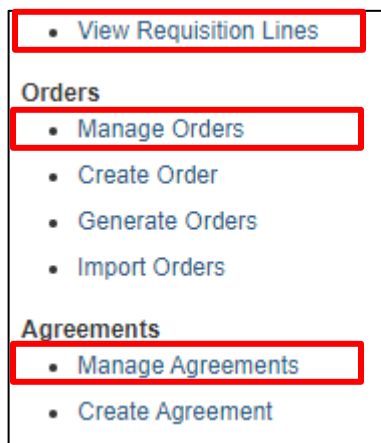 View Requisition Lines
Orders
Manage Orders
Create Order
Generate Orders
Import Orders
Agreements
Manage Agreements
Create Agreement